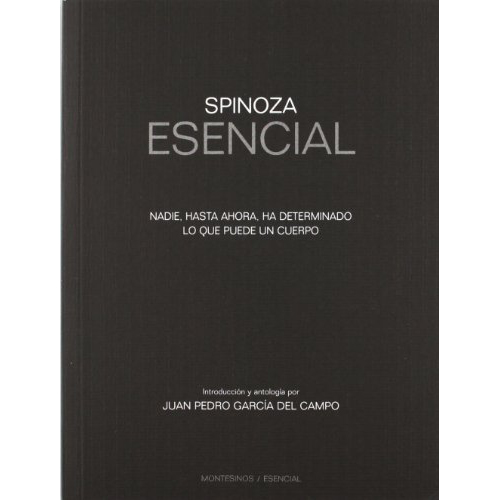 SPINOZA
ESENCIAL
NADIE, HASTA AHORA, HA DETERMINADO
LO QUE PUEDE UN CUERPO
Introducción y antología por
JUAN PEDRO GARCÍA DEL CAMPO
MONTESINOS / ESENCIAL